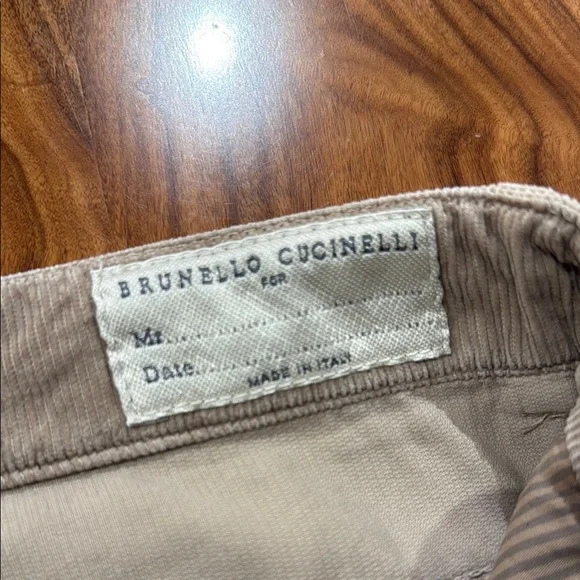 BRUNELLO CUCINELLI
FOR
Mr..........................
Date..........................
MADE IN ITALY